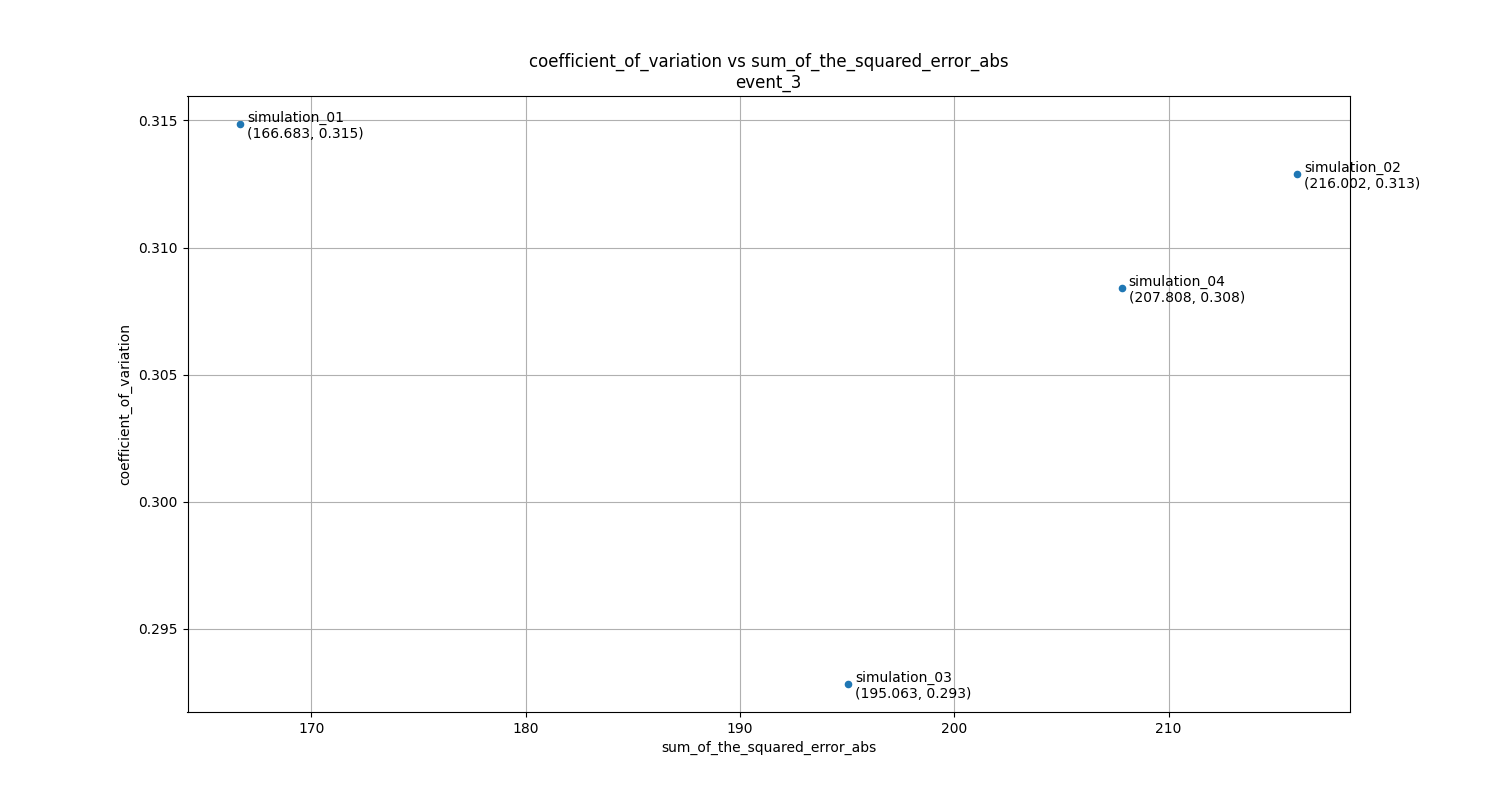 coefficient_of_variation vs sum_of_the_squared_error_abs
event_3
0.315
simulation_01
(166.683, 0.315)
simulation_02
(216.002, 0.313)
0.310
simulation_04
(207.808, 0.308)
0.305
coefficient_of_variation
0.300
0.295
simulation_03
(195.063, 0.293)
170
180
190
200
210
sum_of_the_squared_error_abs